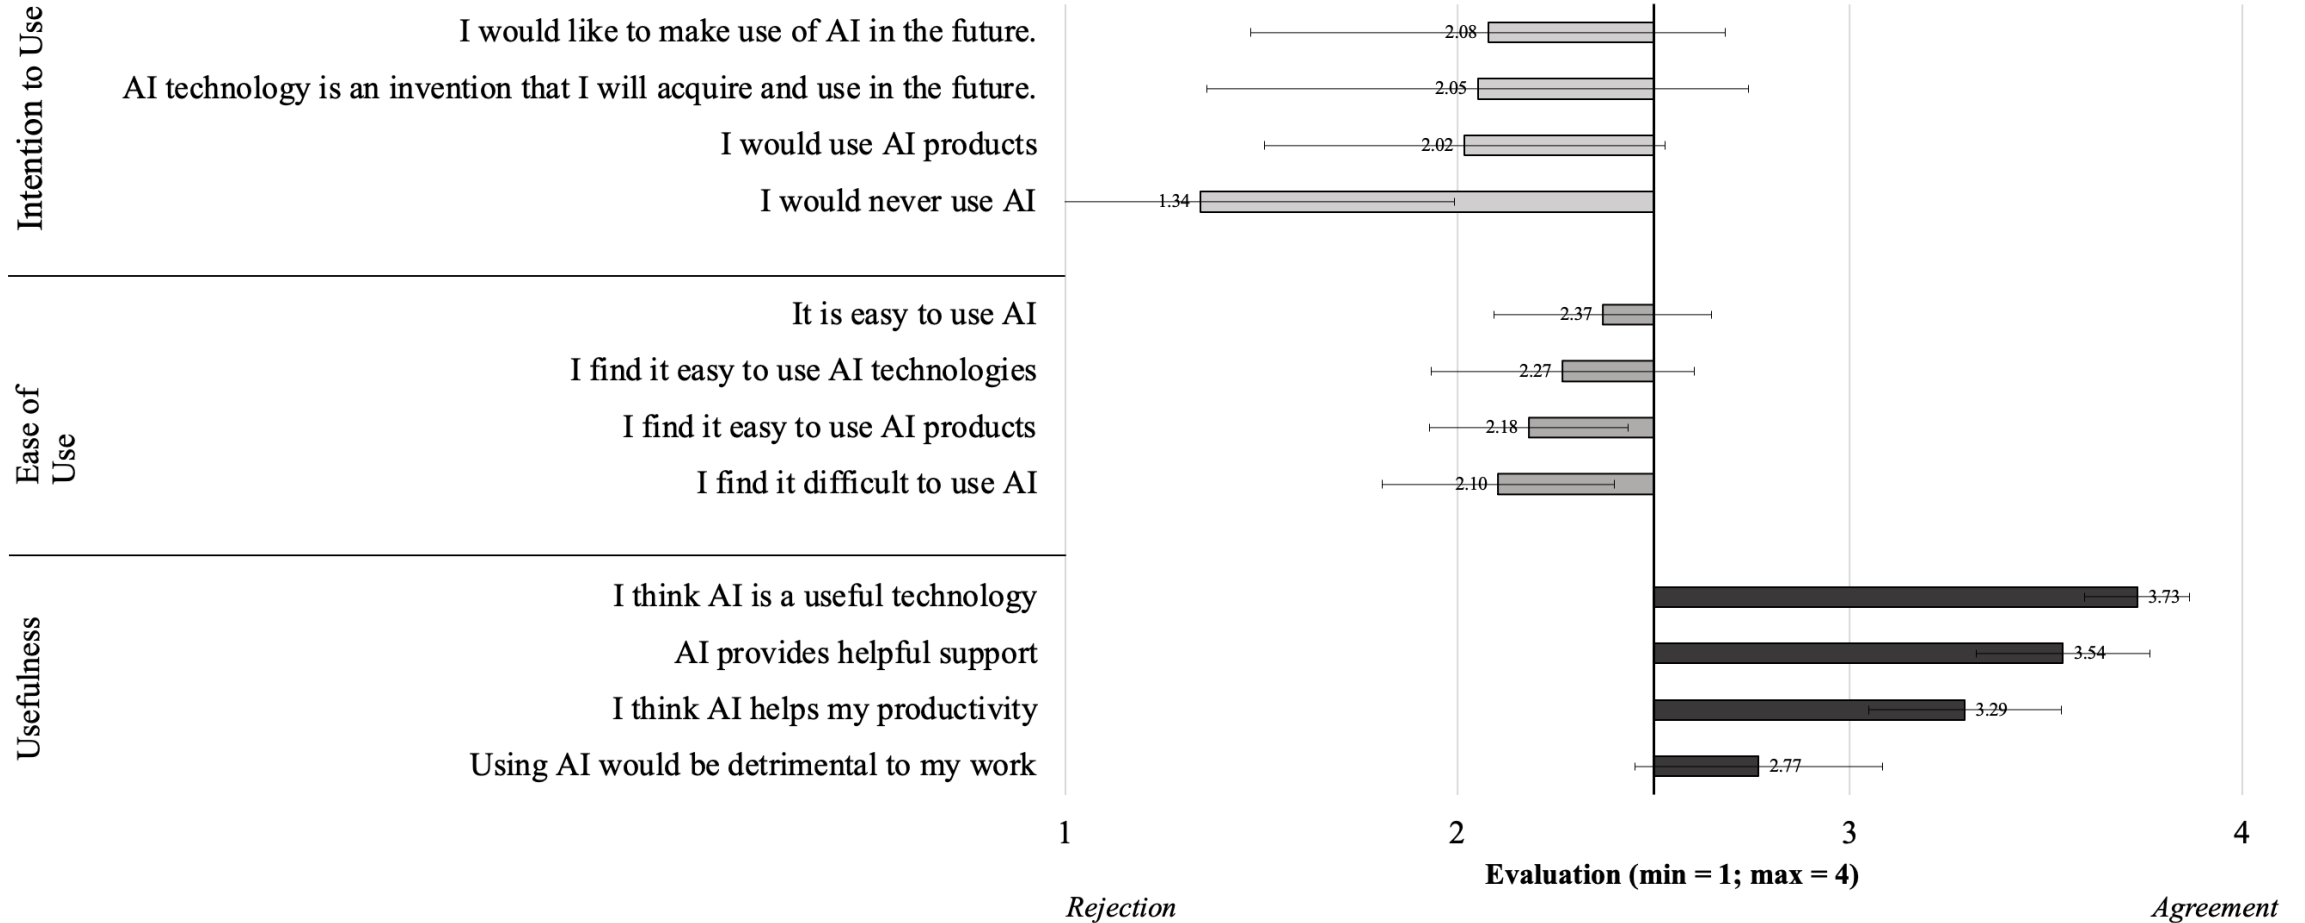 Intention to Use
I would like to make use of AI in the future.
2.08
AI technology is an invention that I will acquire and use in the future.
2.05
I would use AI products
2.02
I would never use AI
1.34
Ease of
Use
It is easy to use AI
2.37
I find it easy to use AI technologies
2.27
I find it easy to use AI products
2.18
I find it difficult to use AI
2.10
Usefulness
I think AI is a useful technology
3.73
AI provides helpful support
3.54
I think AI helps my productivity
3.29
Using AI would be detrimental to my work
2.77
1 2 3 4
Evaluation (min = 1; max = 4)
Rejection Agreement